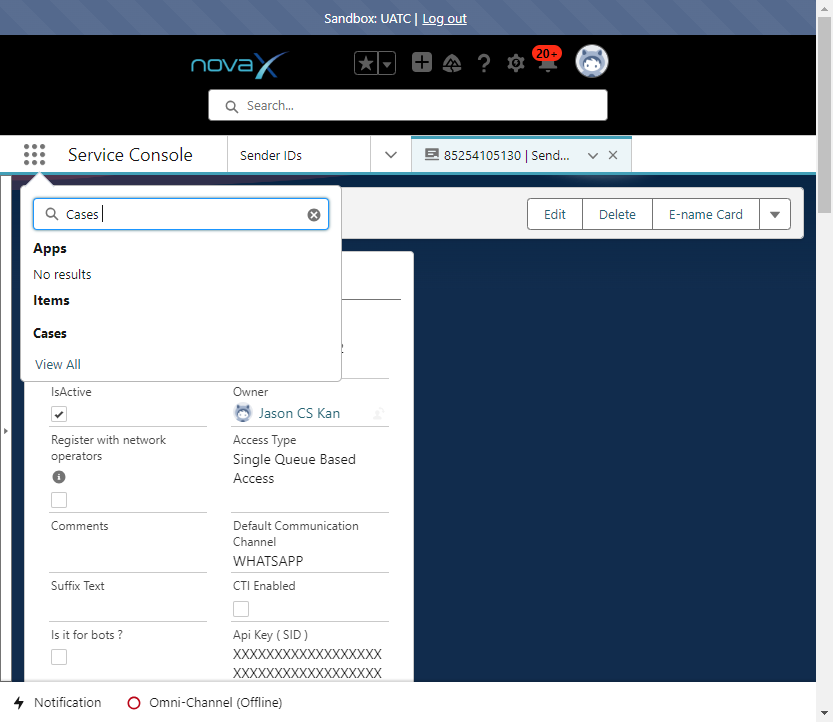 Sandbox: UATC | Log out
novaX
20+
Search...
Service Console
Sender IDs
85254105130 | Send...
Cases
Edit
Delete
E-name Card
Apps
No results
Items
Cases
View All
IsActive
Owner
Jason CS Kan
Register with network
operators
Access Type
Single Queue Based
Access
Comments
Default Communication
Channel
WHATSAPP
Suffix Text
CTI Enabled
Is it for bots ?
Api Key ( SID )
XXXXXXXXXXXXXXXXXX
XXXXXXXXXXXXXXXXXX
Notification
Omni-Channel (Offline)